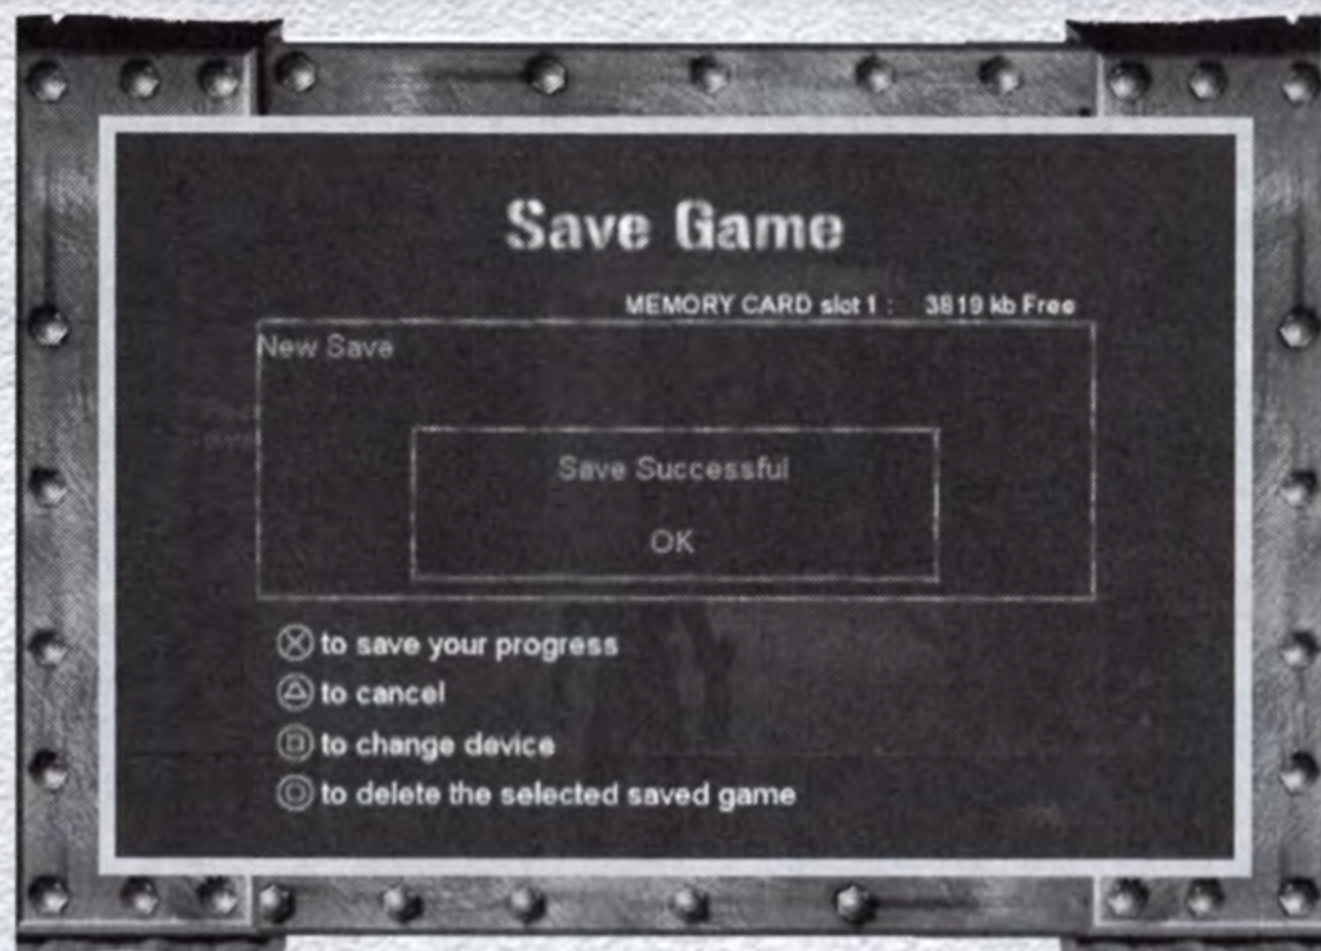 Save Game
MEMORY CARD slot 1 : 3819 kb Free
New Save
Save Successful
OK
to save your progress
to cancel
to change device
to delete the selected saved game